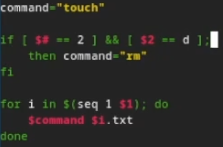 command="touch"
if [ $# == 2 ] && [ $2 == d ];
then command="rm"
fi
for i in $(seq 1 $1); do
$command $i.txt
done